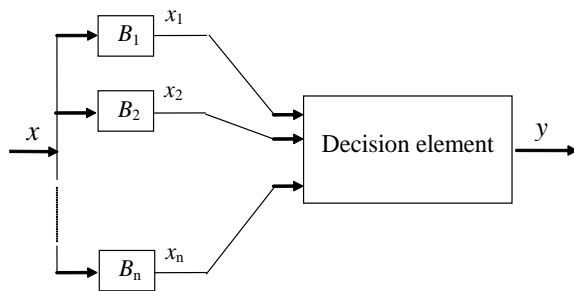 B₁ x₁
B₂ x₂
x
Decision element
y
Bₙ xₙ